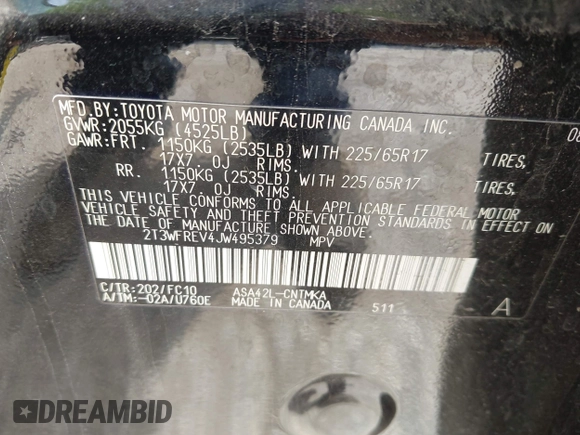 MFD.BY:TOYOTA MOTOR MANUFACTURING CANADA INC.
GVWR:2055KG (4525LB)
GAWR:FRT. 1150KG (2535LB) WITH 225/65R17 TIRES,
17X7.0J RIMS.
RR. 1150KG (2535LB) WITH 225/65R17 TIRES,
17X7.0J RIMS.
THIS VEHICLE CONFORMS TO ALL APPLICABLE FEDERAL MOTOR
VEHICLE SAFETY AND THEFT PREVENTION STANDARDS IN EFFECT ON
THE DATE OF MANUFACTURE SHOWN ABOVE.
2T3WFREV4JW495379 MPV
C/TR:202/FC10 ASA42L-CNTMKA
A/TM:-02A/U760E MADE IN CANADA 511 A
DREAMBID